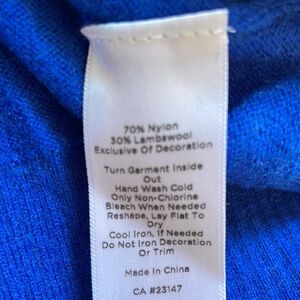 70% Nylon
30% Lambswool
Exclusive Of Decoration
Turn Garment Inside
Out
Hand Wash Cold
Only Non-Chlorine
Bleach When Needed
Reshape, Lay Flat To
Dry
Cool Iron, If Needed
Do Not Iron Decoration
Or Trim
Made In China
CA #23147